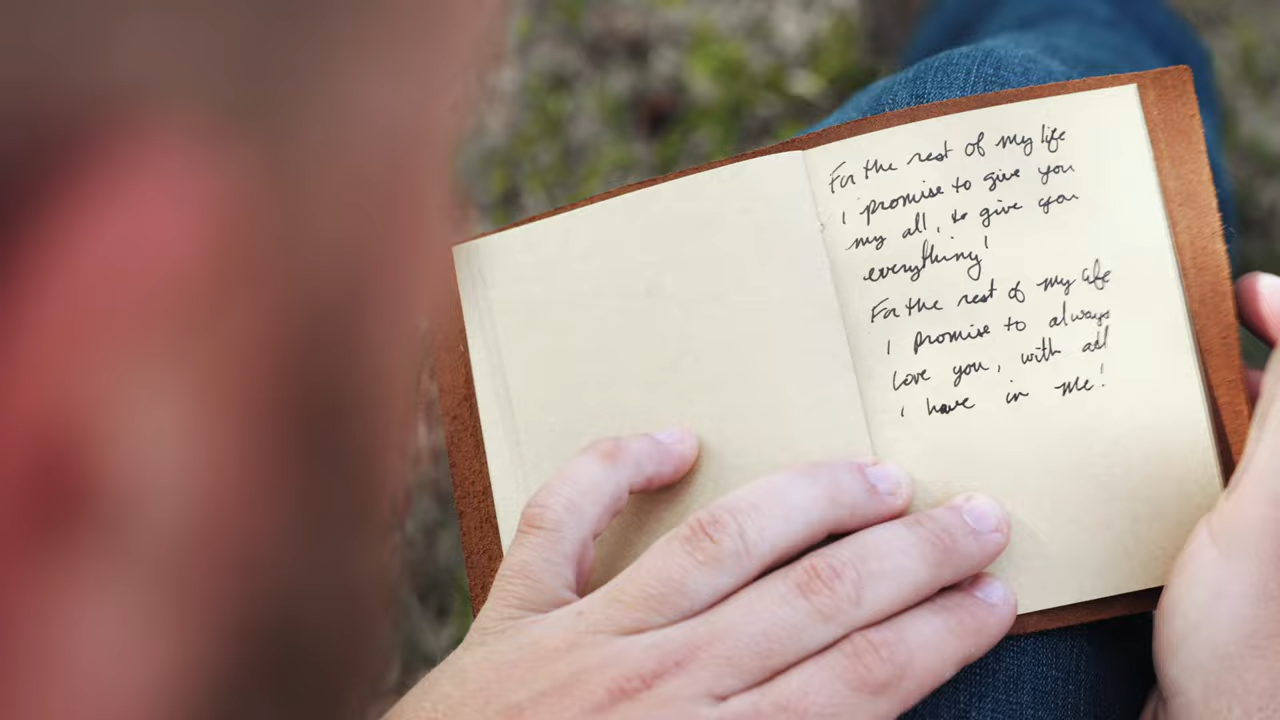 For the rest of my life
I promise to give you
my all, to give you
everything!
For the rest of my life
I promise to always
love you, with all
I have in me!